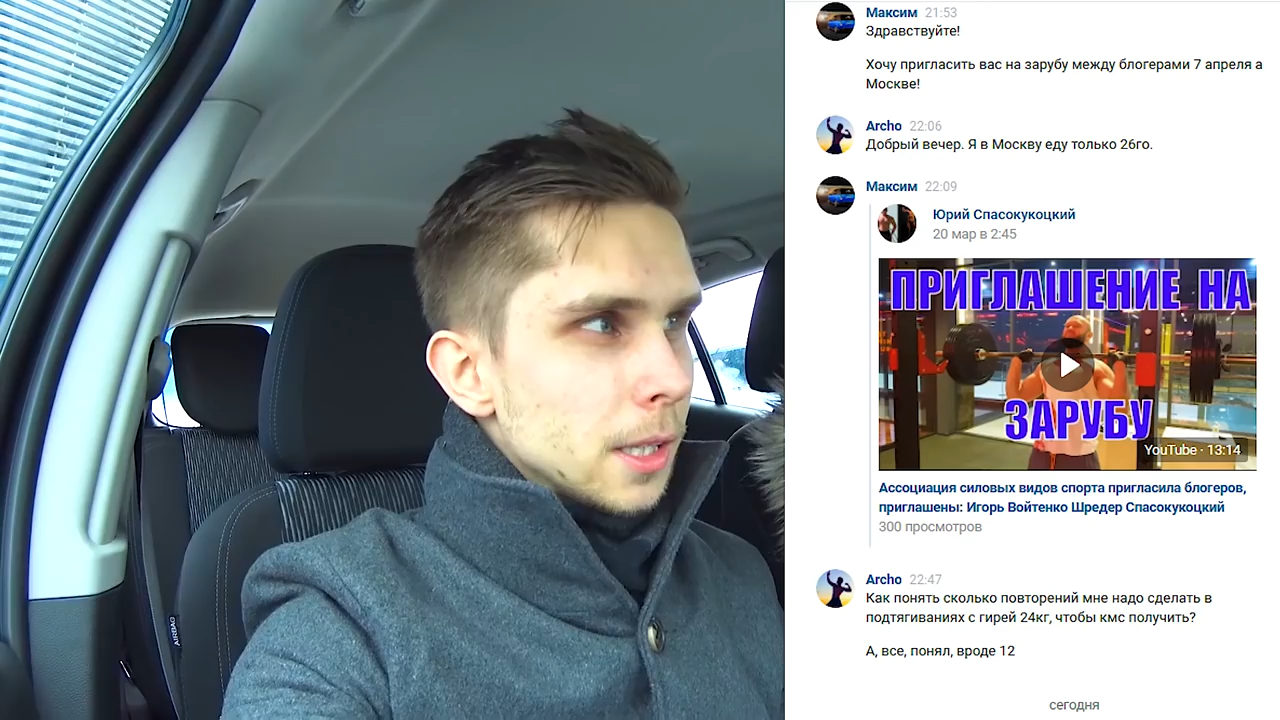 Максим 21:53
Здравствуйте!
Хочу пригласить вас на зарубу между блогерами 7 апреля а
Москве!
Archo 22:06
Добрый вечер. Я в Москву еду только 26го.
Максим 22:09
Юрий Спасокукоцкий
20 мар в 2:45
ПРИГЛАШЕНИЕ НА
ЗАРУБУ
YouTube · 13:14
Ассоциация силовых видов спорта пригласила блогеров,
приглашены: Игорь Войтенко Шредер Спасокукоцкий
300 просмотров
Archo 22:47
Как понять сколько повторений мне надо сделать в
подтягиваниях с гирей 24кг, чтобы кмс получить?
А, все, понял, вроде 12
сегодня
AIRBAG